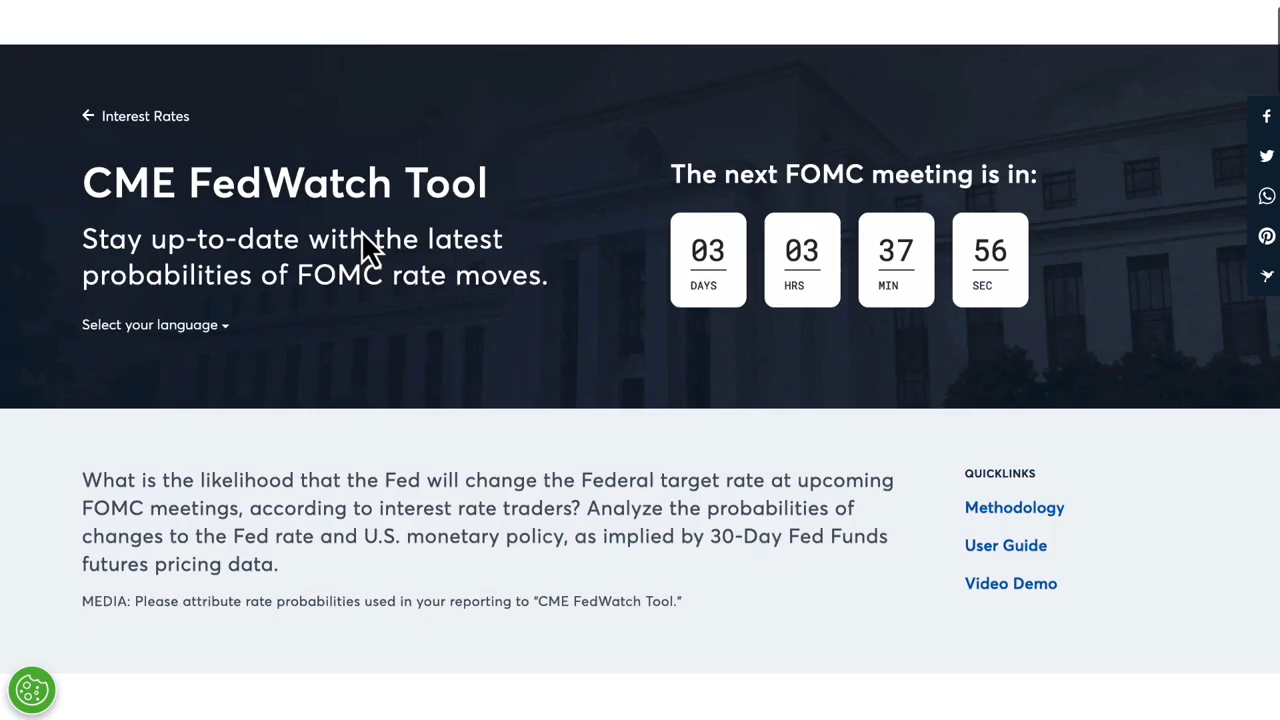 Interest Rates
CME FedWatch Tool
Stay up-to-date with the latest
probabilities of FOMC rate moves.
Select your language
The next FOMC meeting is in:
03 03 37 56
DAYS HRS MIN SEC
What is the likelihood that the Fed will change the Federal target rate at upcoming
FOMC meetings, according to interest rate traders? Analyze the probabilities of
changes to the Fed rate and U.S. monetary policy, as implied by 30-Day Fed Funds
futures pricing data.
MEDIA: Please attribute rate probabilities used in your reporting to “CME FedWatch Tool.”
QUICKLINKS
Methodology
User Guide
Video Demo